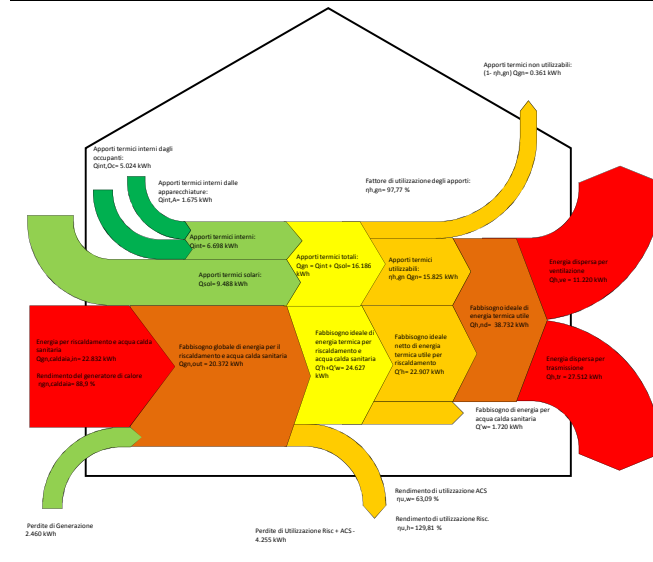 Apporti termici non utilizzabili:
(1- ηh,gn) Qgn= 0.361 kWh
Apporti termici interni dagli
occupanti:
Qint,Oc= 5.024 kWh
Apporti termici interni dalle
apparecchiature:
Qint,A= 1.675 kWh
Fattore di utilizzazione degli apporti:
ηh,gn= 97,77 %
Apporti termici interni:
Qint= 6.698 kWh
Apporti termici solari:
Qsol= 9.488 kWh
Apporti termici totali:
Qgn = Qint + Qsol= 16.186
kWh
Apporti termici
utilizzabili:
ηh,gn Qgn= 15.825 kWh
Energia dispersa per
ventilazione
Qh,ve = 11.220 kWh
Fabbisogno ideale di
energia termica utile
Qh,nd= 38.732 kWh
Energia per riscaldamento e acqua calda
sanitaria
Qgn,caldaia,in= 22.833 kWh
Rendimento del generatore di calore
ηgn,caldaia= 88,9 %
Fabbisogno globale di energia per il
riscaldamento e acqua calda sanitaria
Qgn,out = 20.372 kWh
Fabbisogno ideale di
energia termica per
riscaldamento e
acqua calda sanitaria
Q'h+Q'w= 24.627
kWh
Fabbisogno ideale
netto di energia
termica utile per
riscaldamento
Q'h= 22.907 kWh
Energia dispersa per
trasmissione
Qh,tr = 27.512 kWh
Fabbisogno di energia per
acqua calda sanitaria
Q'w= 1.720 kWh
Rendimento di utilizzazione ACS
ηu,w= 63,09 %
Rendimento di utilizzazione Risc.
ηu,h= 129,81 %
Perdite di Generazione
2.460 kWh
Perdite di Utilizzazione Risc + ACS -
4.255 kWh